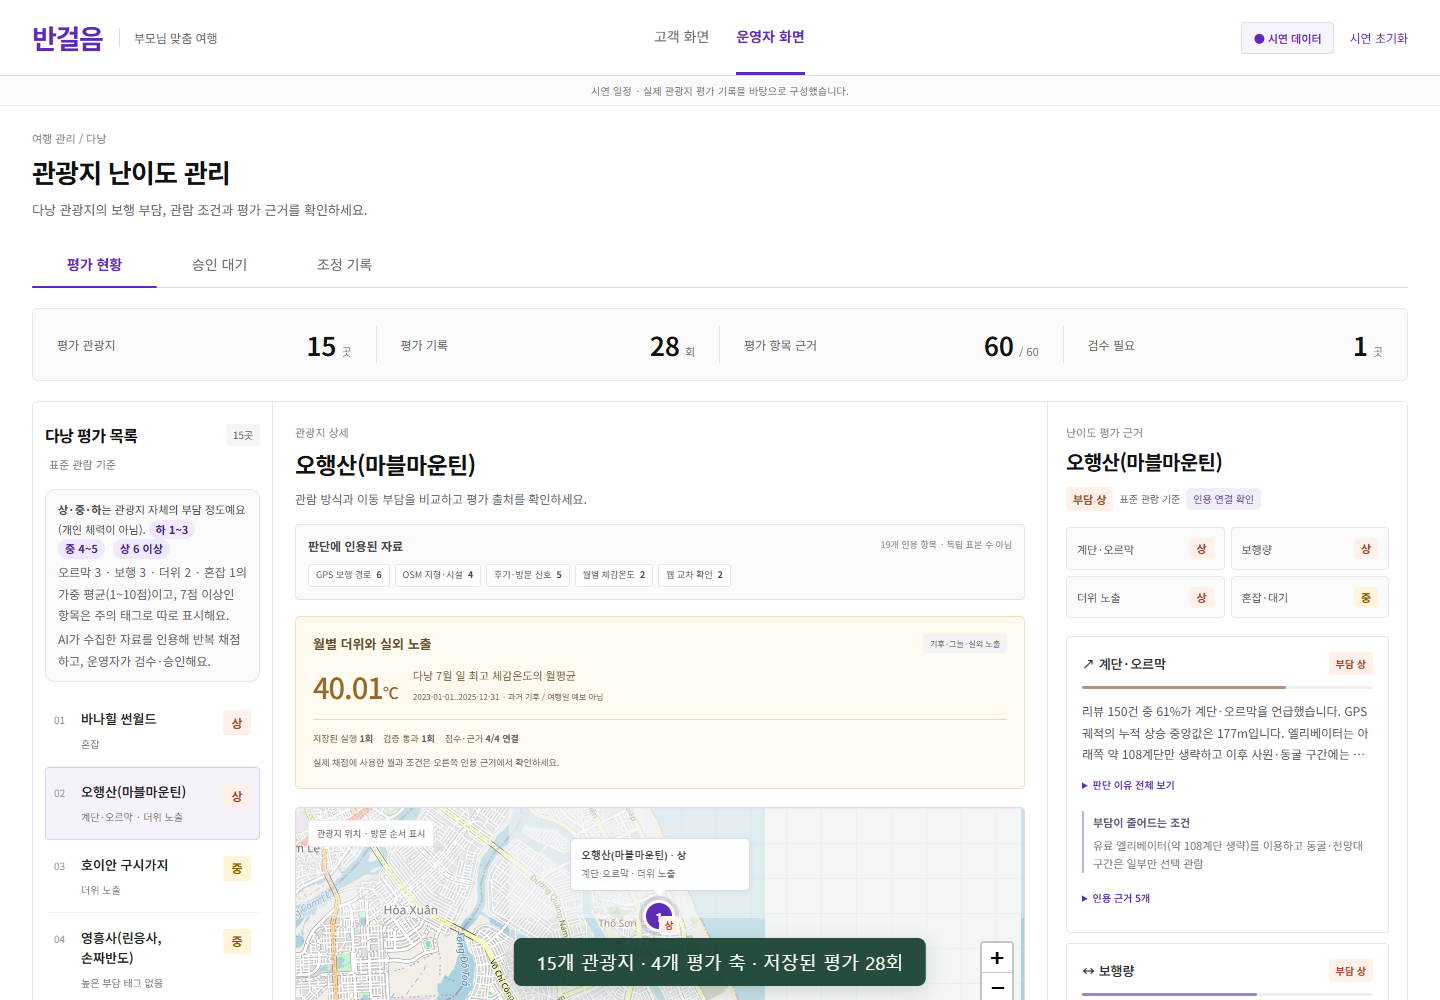 반걸음
부모님 맞춤 여행
고객 화면
운영자 화면
시연 데이터
시연 초기화
시연 일정 · 실제 관광지 평가 기록을 바탕으로 구성했습니다.
여행 관리 / 다낭
관광지 난이도 관리
다낭 관광지의 보행 부담, 관람 조건과 평가 근거를 확인하세요.
평가 현황
승인 대기
조정 기록
평가 관광지
15 곳
평가 기록
28 회
평가 항목 근거
60 / 60
검수 필요
1 곳
다낭 평가 목록
15곳
표준 관람 기준
상·중·하는 관광지 자체의 부담 정도예요
(개인 체력이 아님). 하 1~3
중 4~5 상 6 이상
오르막 3 · 보행 3 · 더위 2 · 혼잡 1의
가중 평균(1~10점)이고, 7점 이상인
항목은 주의 태그로 따로 표시해요.
AI가 수집한 자료를 인용해 반복 채점
하고, 운영자가 검수·승인해요.
01
바나힐 썬월드
상
혼잡
02
오행산(마블마운틴)
상
계단·오르막 · 더위 노출
03
호이안 구시가지
중
더위 노출
04
영흥사(린응사,
손짜반도)
중
높은 부담 태그 없음
관광지 상세
오행산(마블마운틴)
관람 방식과 이동 부담을 비교하고 평가 출처를 확인하세요.
판단에 인용된 자료
19개 인용 항목 · 독립 표본 수 아님
GPS 보행 경로 6
OSM 지형·시설 4
후기·방문 신호 5
월별 체감온도 2
웹 교차 확인 2
월별 더위와 실외 노출
기후·그늘·실외 노출
40.01°C
다낭 7월 일 최고 체감온도의 월평균
2023-01-01..2025-12-31 · 과거 기후 / 여행일 예보 아님
저장된 실행 1회 검증 통과 1회 점수·근거 4/4 연결
실제 채점에 사용한 월과 조건은 오른쪽 인용 근거에서 확인하세요.
관광지 위치 · 방문 순서 표시
오행산(마블마운틴) · 상
계단·오르막 · 더위 노출
Hòa Xuân
Thổ Sơn
상
+
−
15개 관광지 · 4개 평가 축 · 저장된 평가 28회
난이도 평가 근거
오행산(마블마운틴)
부담 상
표준 관람 기준
인용 연결 확인
계단·오르막
상
보행량
상
더위 노출
상
혼잡·대기
중
↗ 계단·오르막
부담 상
리뷰 150건 중 61%가 계단·오르막을 언급했습니다. GPS
궤적의 누적 상승 중앙값은 177m입니다. 엘리베이터는 아
래쪽 약 108계단만 생략하고 이후 사원·동굴 구간에는 ···
▸ 판단 이유 전체 보기
부담이 줄어드는 조건
유료 엘리베이터(약 108계단 생략)를 이용하고 동굴·전망대
구간은 일부만 선택 관람
▸ 인용 근거 5개
↔ 보행량
부담 상